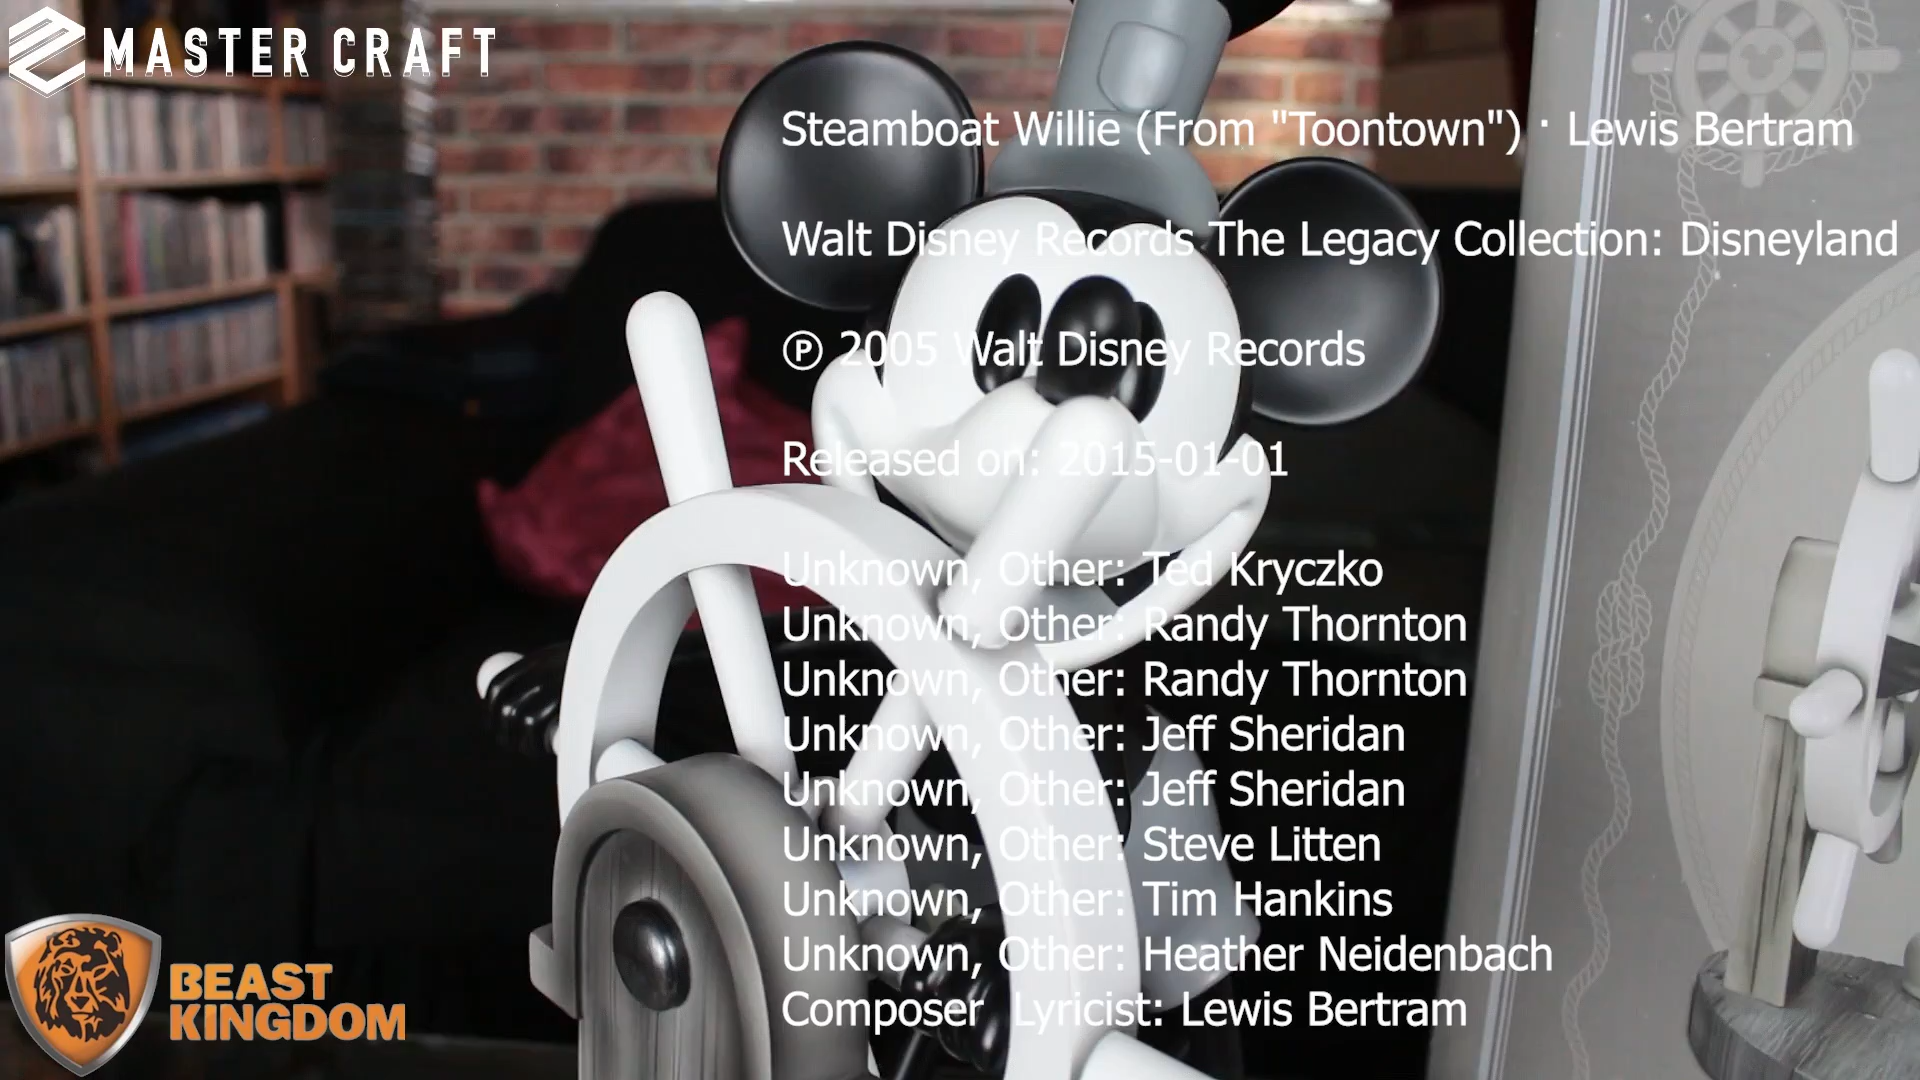 MASTER CRAFT
Steamboat Willie (From "Toontown") · Lewis Bertram
Walt Disney Records The Legacy Collection: Disneyland
℗ 2005 Walt Disney Records
Released on: 2015-01-01
Unknown, Other: Ted Kryczko
Unknown, Other: Randy Thornton
Unknown, Other: Randy Thornton
Unknown, Other: Jeff Sheridan
Unknown, Other: Jeff Sheridan
Unknown, Other: Steve Litten
Unknown, Other: Tim Hankins
Unknown, Other: Heather Neidenbach
Composer  Lyricist: Lewis Bertram
BEAST
KINGDOM